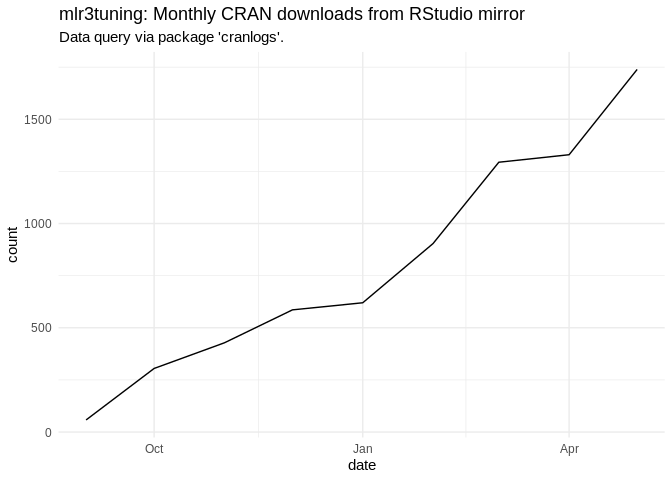 mlr3tuning: Monthly CRAN downloads from RStudio mirror
Data query via package 'cranlogs'.
1500
1000
500
0
count
Oct Jan Apr
date